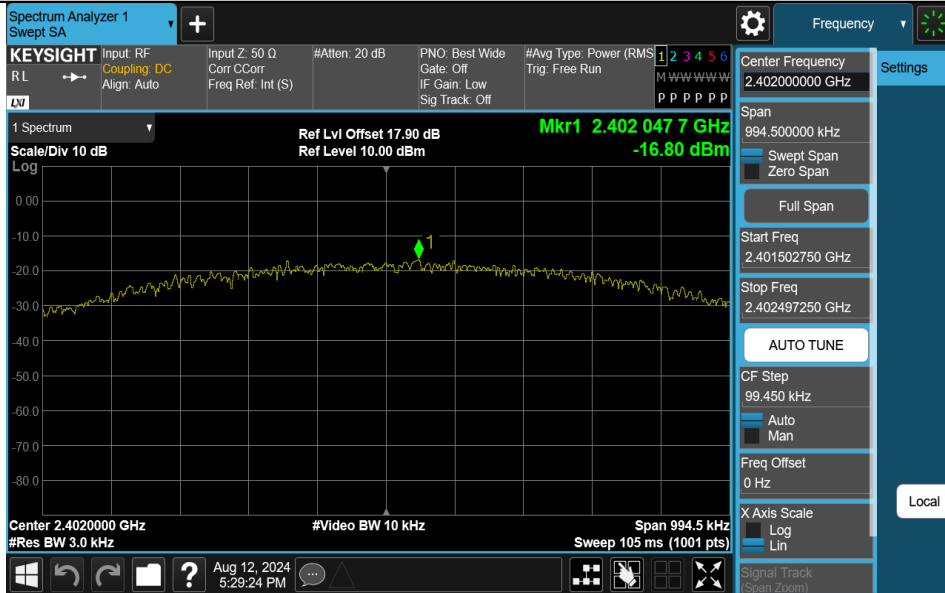 Spectrum Analyzer 1
Swept SA
+
Frequency
KEYSIGHT
RL
LXI
Input: RF
Coupling: DC
Align: Auto
Input Z: 50 Ω
Corr CCorr
Freq Ref: Int (S)
#Atten: 20 dB
PNO: Best Wide
Gate: Off
IF Gain: Low
Sig Track: Off
#Avg Type: Power (RMS
Trig: Free Run
1 2 3 4 5 6
M W W W W W
P P P P P P
1 Spectrum
Scale/Div 10 dB
Log
Ref Lvl Offset 17.90 dB
Ref Level 10.00 dBm
Mkr1 2.402 047 7 GHz
-16.80 dBm
0.00
-10.0
-20.0
-30.0
-40.0
-50.0
-60.0
-70.0
-80.0
1
Center 2.4020000 GHz
#Res BW 3.0 kHz
#Video BW 10 kHz
Span 994.5 kHz
Sweep 105 ms (1001 pts)
Aug 12, 2024
5:29:24 PM
?
Center Frequency
2.402000000 GHz
Span
994.500000 kHz
Swept Span
Zero Span
Full Span
Start Freq
2.401502750 GHz
Stop Freq
2.402497250 GHz
AUTO TUNE
CF Step
99.450 kHz
Auto
Man
Freq Offset
0 Hz
X Axis Scale
Log
Lin
Signal Track
(Span Zoom)
Settings
Local